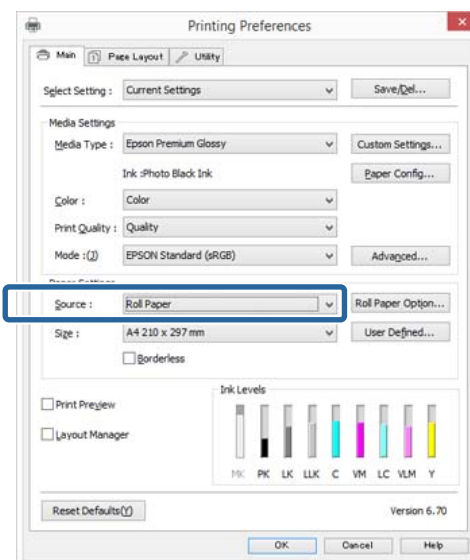 Printing Preferences
Main Page Layout Utility
Select Setting : Current Settings Save/Del...
Media Settings
Media Type : Epson Premium Glossy Custom Settings...
Ink :Photo Black Ink Paper Config...
Color : Color
Print Quality : Quality
Mode :(J) EPSON Standard (sRGB) Advanced...
Paper Settings
Source : Roll Paper Roll Paper Option...
Size : A4 210 x 297 mm User Defined...
Borderless
Ink Levels
Print Preview
Layout Manager
MK PK LK LLK C VM LC VLM Y
Reset Defaults(Y) Version 6.70
OK Cancel Help